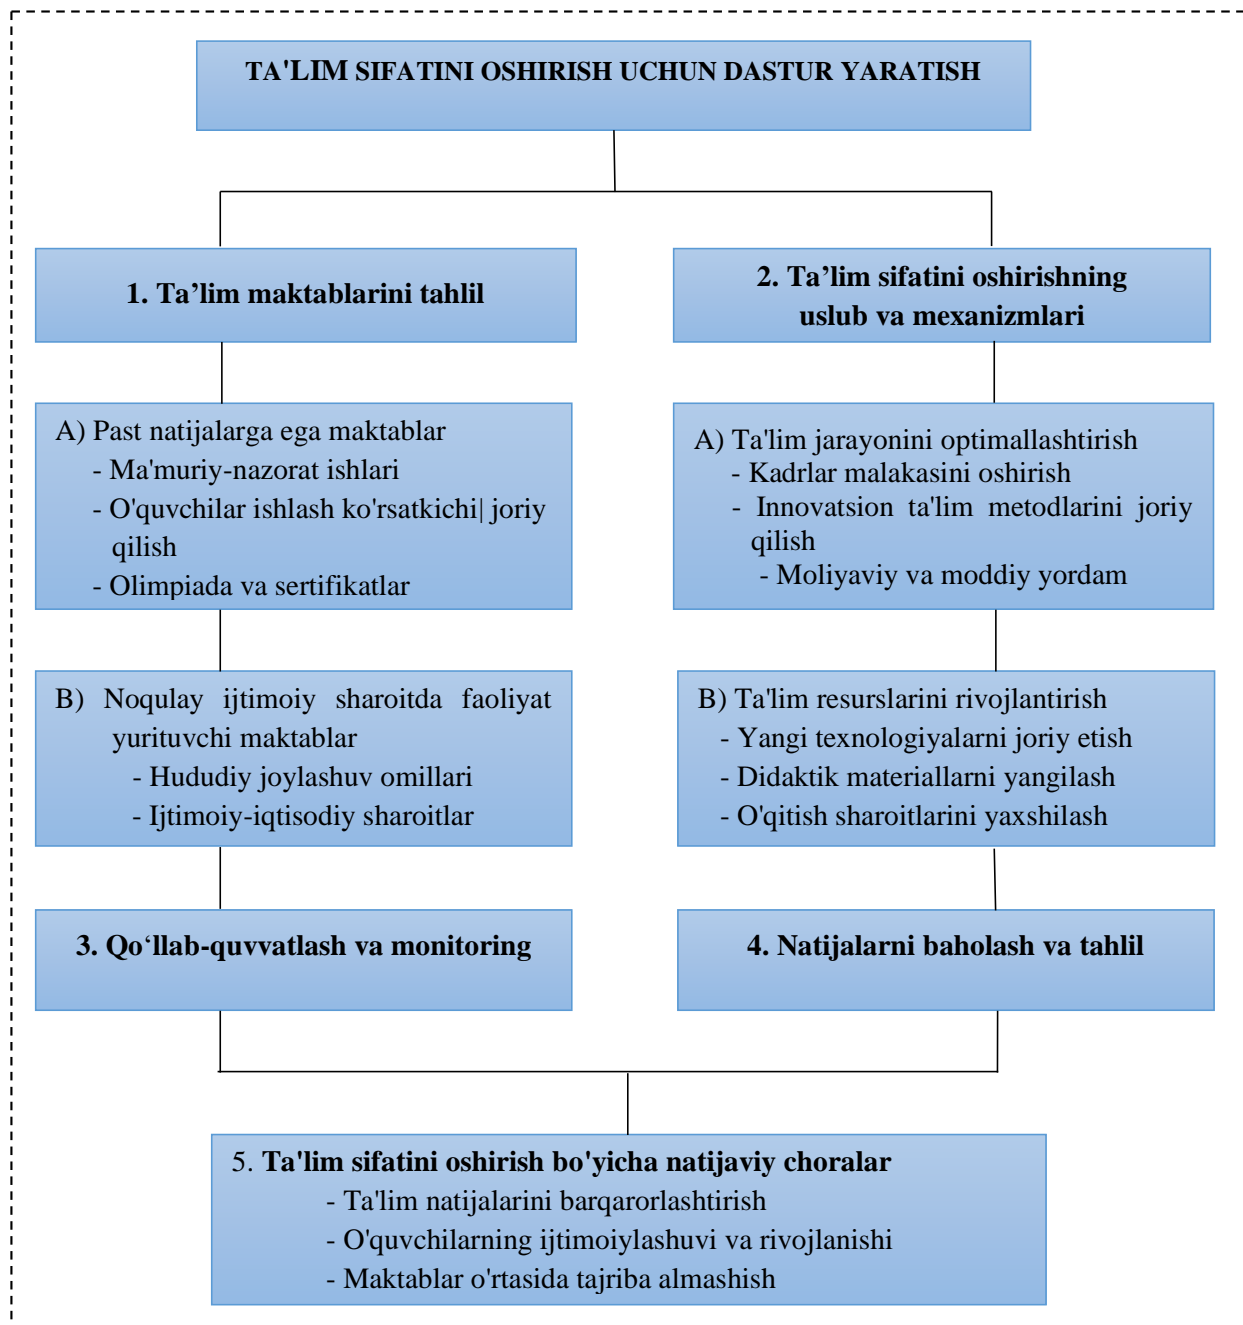 TA'LIM SIFATINI OSHIRISH UCHUN DASTUR YARATISH
1. Ta’lim maktablarini tahlil
2. Ta’lim sifatini oshirishning
uslub va mexanizmlari
A) Past natijalarga ega maktablar
- Ma'muriy-nazorat ishlari
- O'quvchilar ishlash ko'rsatkichi| joriy
qilish
- Olimpiada va sertifikatlar
A) Ta'lim jarayonini optimallashtirish
- Kadrlar malakasini oshirish
- Innovatsion ta'lim metodlarini joriy
qilish
- Moliyaviy va moddiy yordam
B) Noqulay ijtimoiy sharoitda faoliyat
yurituvchi maktablar
- Hududiy joylashuv omillari
- Ijtimoiy-iqtisodiy sharoitlar
B) Ta'lim resurslarini rivojlantirish
- Yangi texnologiyalarni joriy etish
- Didaktik materiallarni yangilash
- O'qitish sharoitlarini yaxshilash
3. Qo‘llab-quvvatlash va monitoring
4. Natijalarni baholash va tahlil
5. Ta'lim sifatini oshirish bo'yicha natijaviy choralar
- Ta'lim natijalarini barqarorlashtirish
- O'quvchilarning ijtimoiylashuvi va rivojlanishi
- Maktablar o'rtasida tajriba almashish